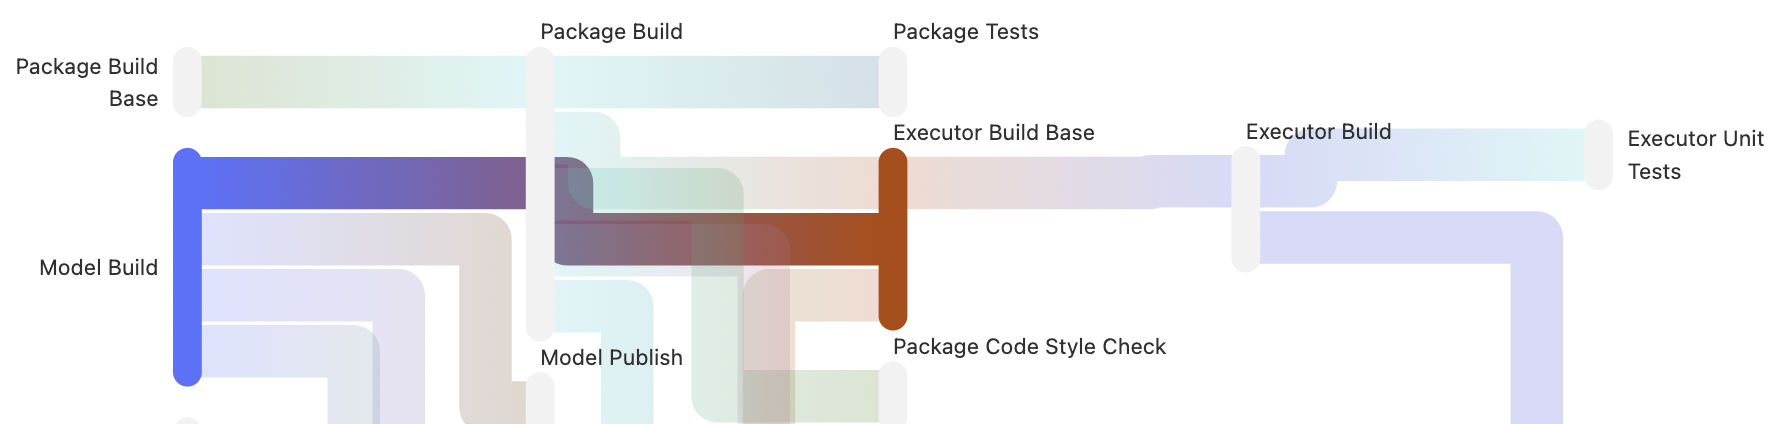 Package Build
Package Tests
Package Build
Base
Executor Build Base
Executor Build
Executor Unit
Tests
Model Build
Package Code Style Check
Model Publish